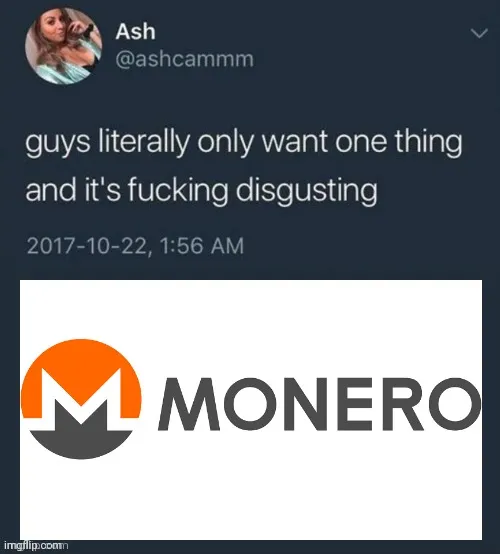 Ash
@ashcammm
guys literally only want one thing
and it's fucking disgusting
2017-10-22, 1:56 AM
MONERO
imgflip.com